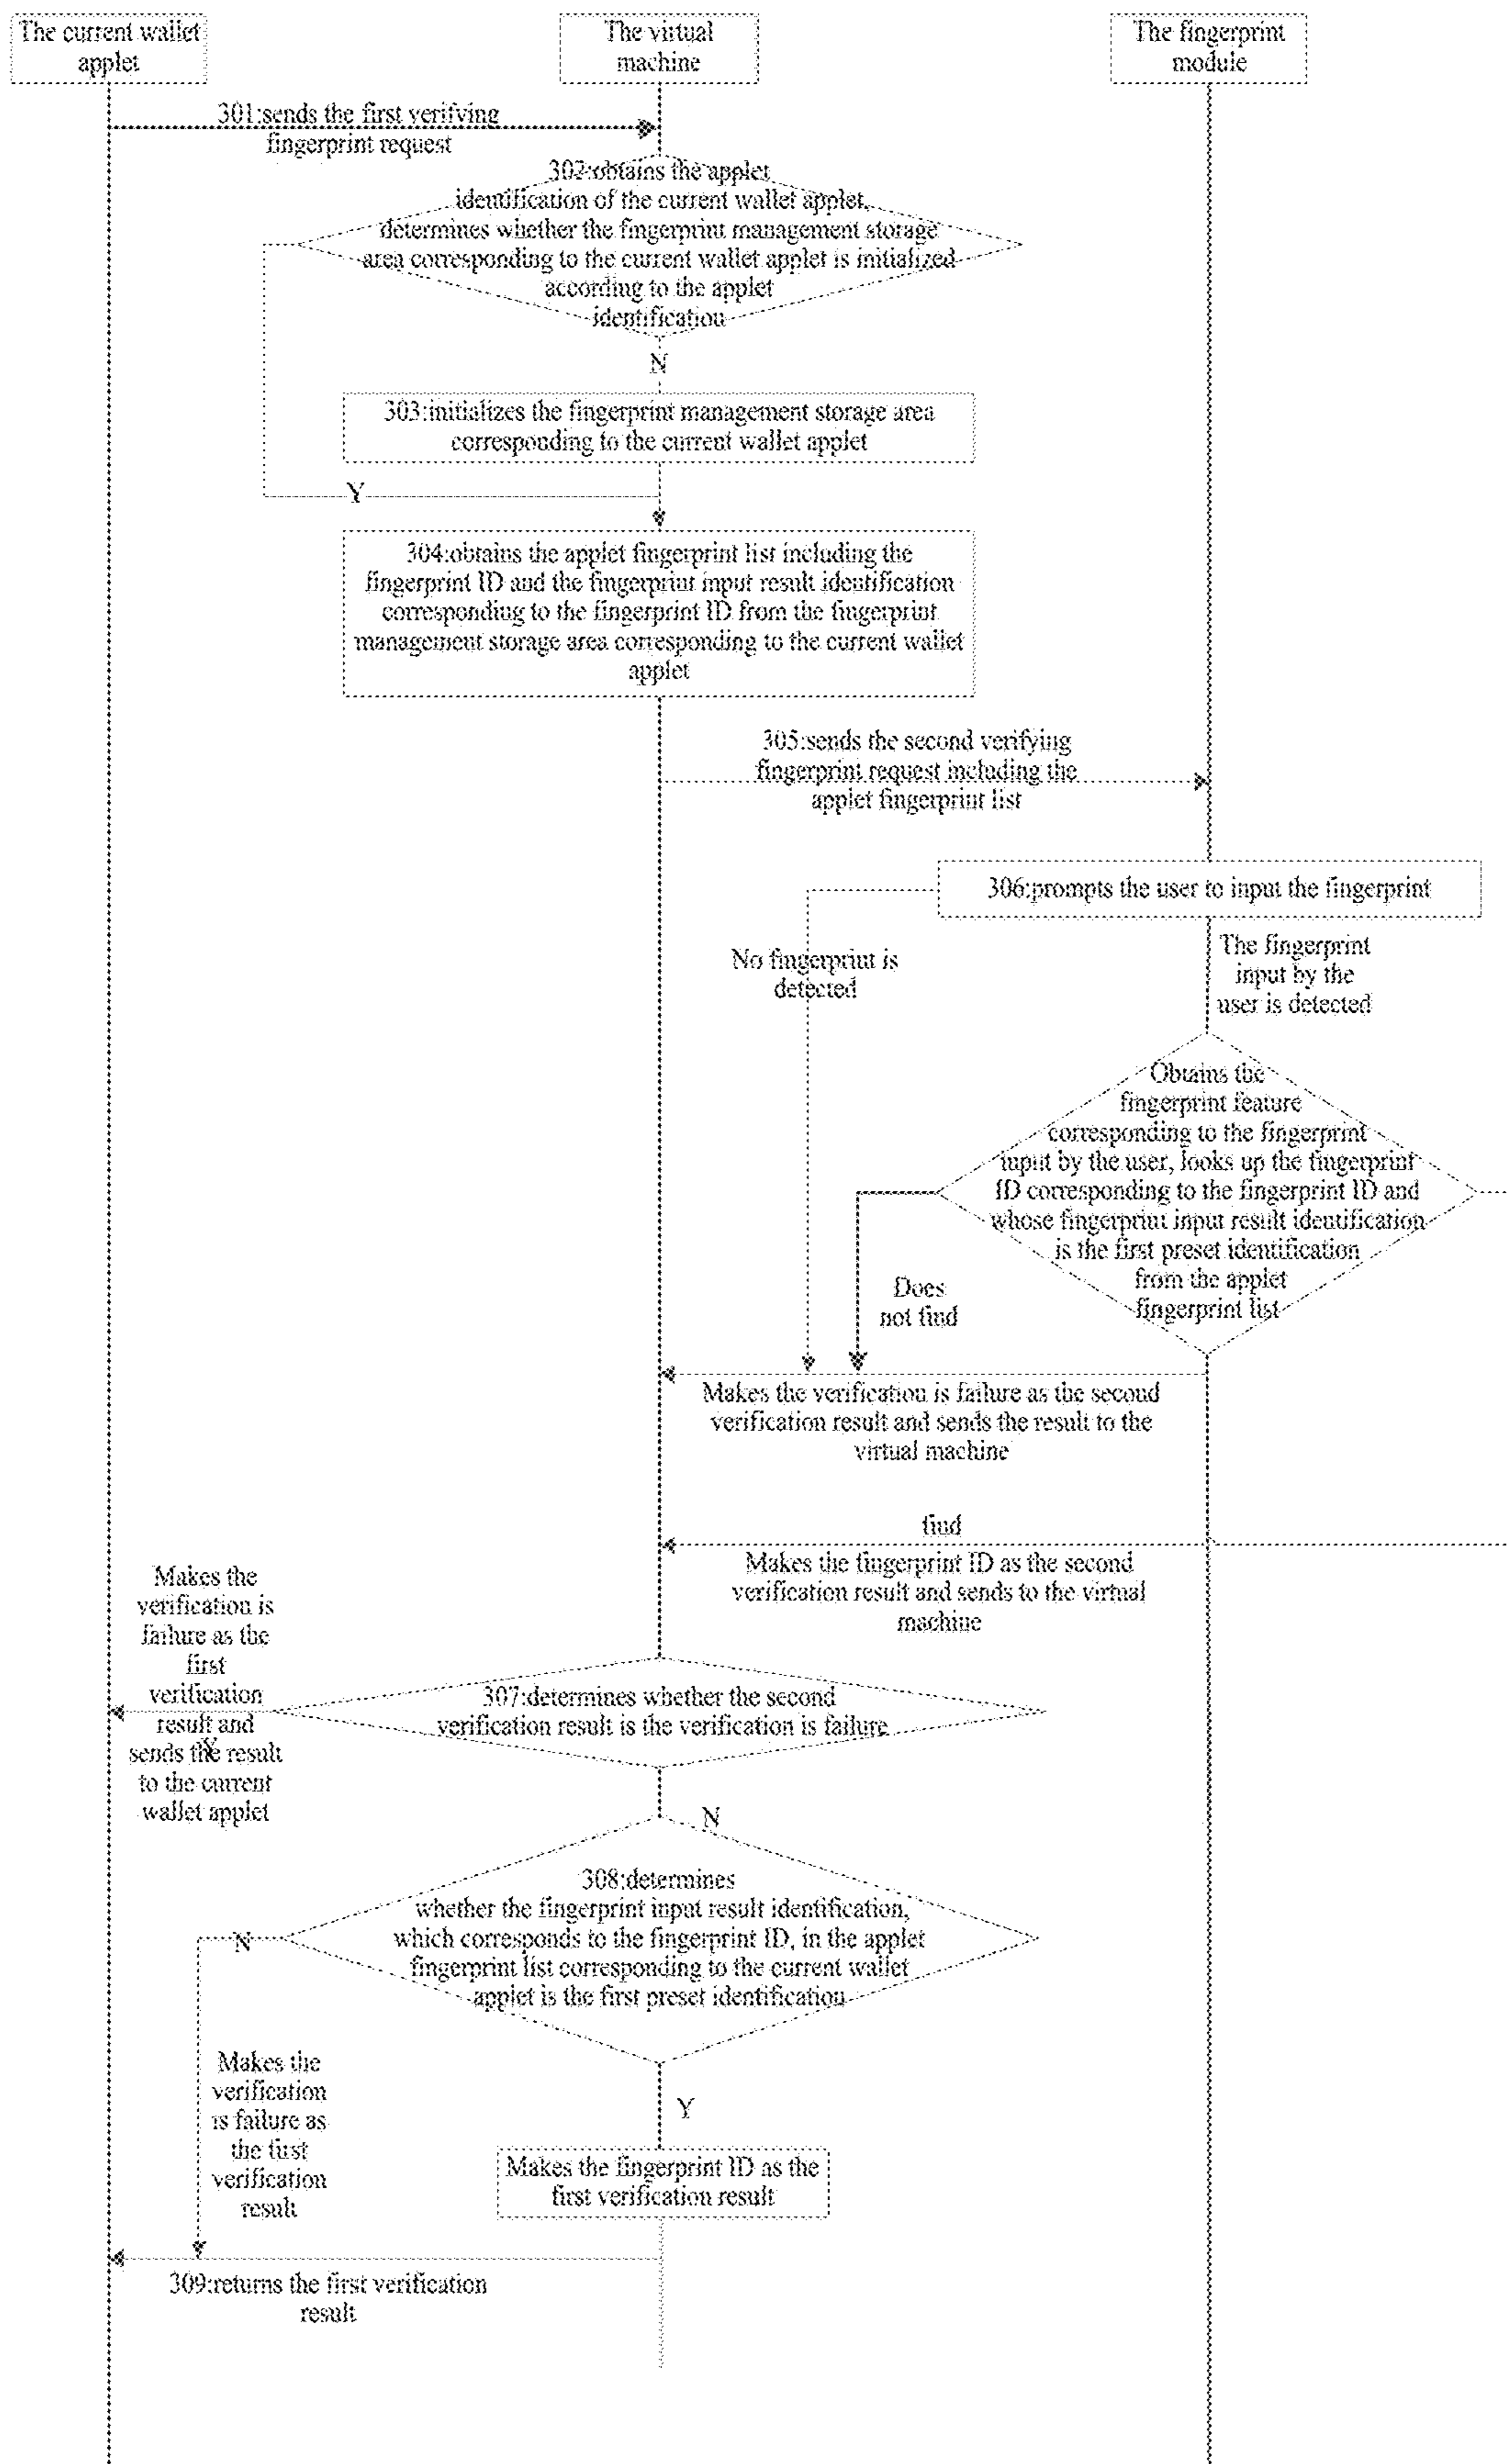 The current wallet
applet
The virtual
machine
The fingerprint
module
301:sends the first verifying
fingerprint request
302:obtains the applet
identification of the current wallet applet,
determines whether the fingerprint management storage
area corresponding to the current wallet applet is initialized
according to the applet
identification
N
303:initializes the fingerprint management storage area
corresponding to the current wallet applet
Y
304:obtains the applet fingerprint list including the
fingerprint ID and the fingerprint input result identification
corresponding to the fingerprint ID from the fingerprint
management storage area corresponding to the current wallet
applet
305:sends the second verifying
fingerprint request including the
applet fingerprint list
306:prompts the user to input the fingerprint
No fingerprint is
detected
The fingerprint
input by the
user is detected
Obtains the
fingerprint feature
corresponding to the fingerprint
input by the user, looks up the fingerprint
ID corresponding to the fingerprint ID and
whose fingerprint input result identification
is the first preset identification
from the applet
fingerprint list
Does
not find
Makes the verification is failure as the second
verification result and sends the result to the
virtual machine
find
Makes the fingerprint ID as the second
verification result and sends to the virtual
machine
Makes the
verification is
failure as the
first
verification
result and
sends the result
to the current
wallet applet
Y
307:determines whether the second
verification result is the verification is failure
N
308:determines
whether the fingerprint input result identification,
which corresponds to the fingerprint ID, in the applet
fingerprint list corresponding to the current wallet
applet is the first preset identification
N
Makes the
verification
is failure as
the first
verification
result
Y
Makes the fingerprint ID as the
first verification result
309:returns the first verification
result